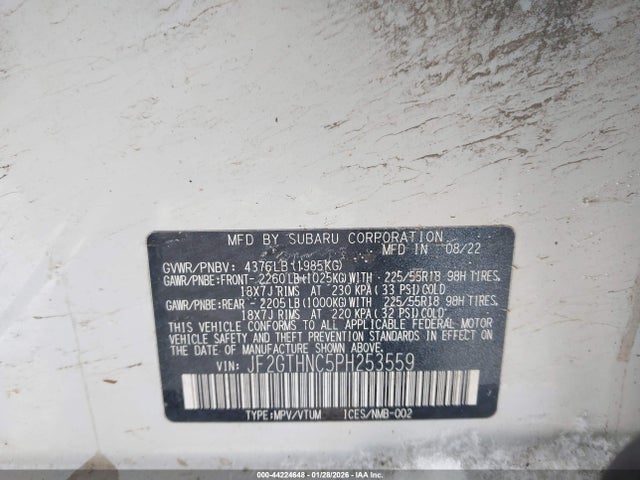 MFD BY SUBARU CORPORATION
MFD IN 08/22
GVWR/PNBV: 4376LB(1985KG)
GAWR/PNBE:FRONT- 2260LB(1025KG)WITH - 225/55R18 98H TIRES,
18X7J RIMS AT 230 KPA(33 PSI)COLD
GAWR/PNBE:REAR - 2205LB(1000KG)WITH - 225/55R18 98H TIRES,
18X7J RIMS AT 220 KPA(32 PSI)COLD
THIS VEHICLE CONFORMS TO ALL APPLICABLE FEDERAL MOTOR
VEHICLE SAFETY STANDARDS IN EFFECT ON THE DATE OF
MANUFACTURE SHOWN ABOVE.
VIN: JF2GTHNC5PH253559
TYPE:MPV/VTUM ICES/NMB-002
000-44224648 - 01/28/2026 - IAA Inc.